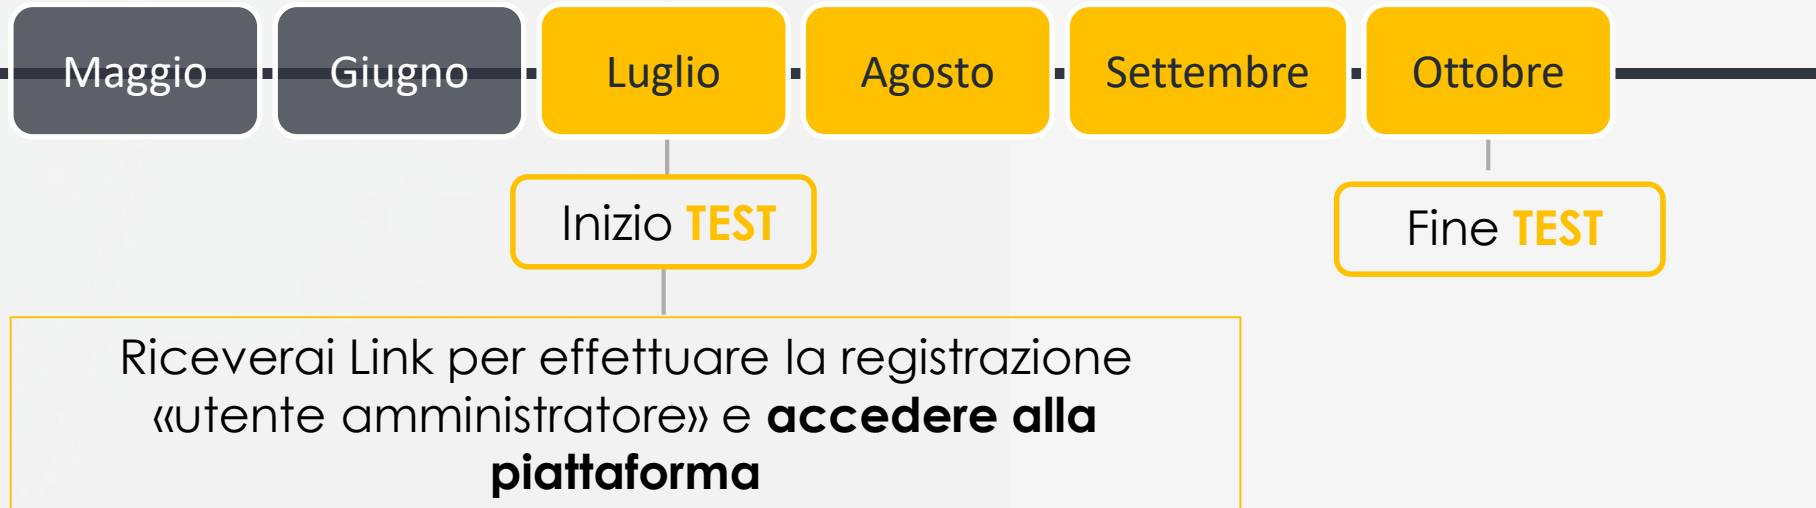 Maggio Giugno Luglio Agosto Settembre Ottobre
Inizio TEST
Fine TEST
Riceverai Link per effettuare la registrazione
«utente amministratore» e accedere alla
piattaforma